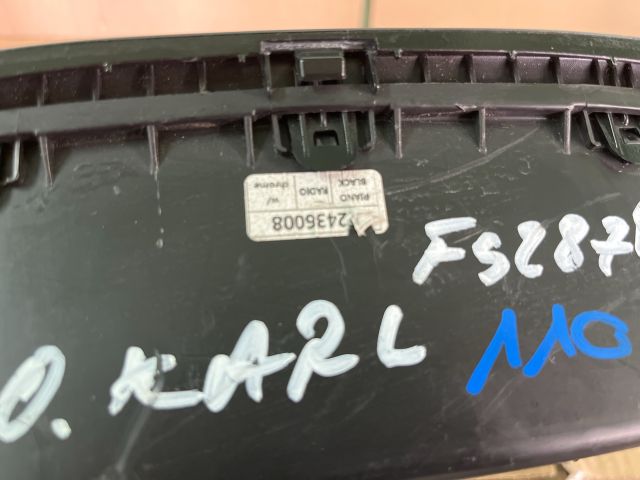 2436008
PIANO RADIO w/
BLACK chrome
FS287
O. KARL 110